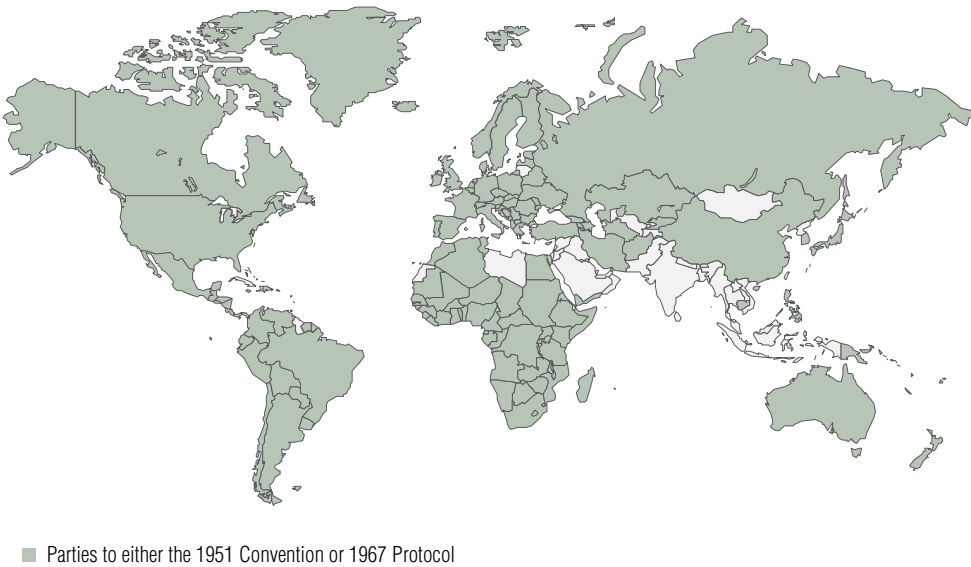 Parties to either the 1951 Convention or 1967 Protocol